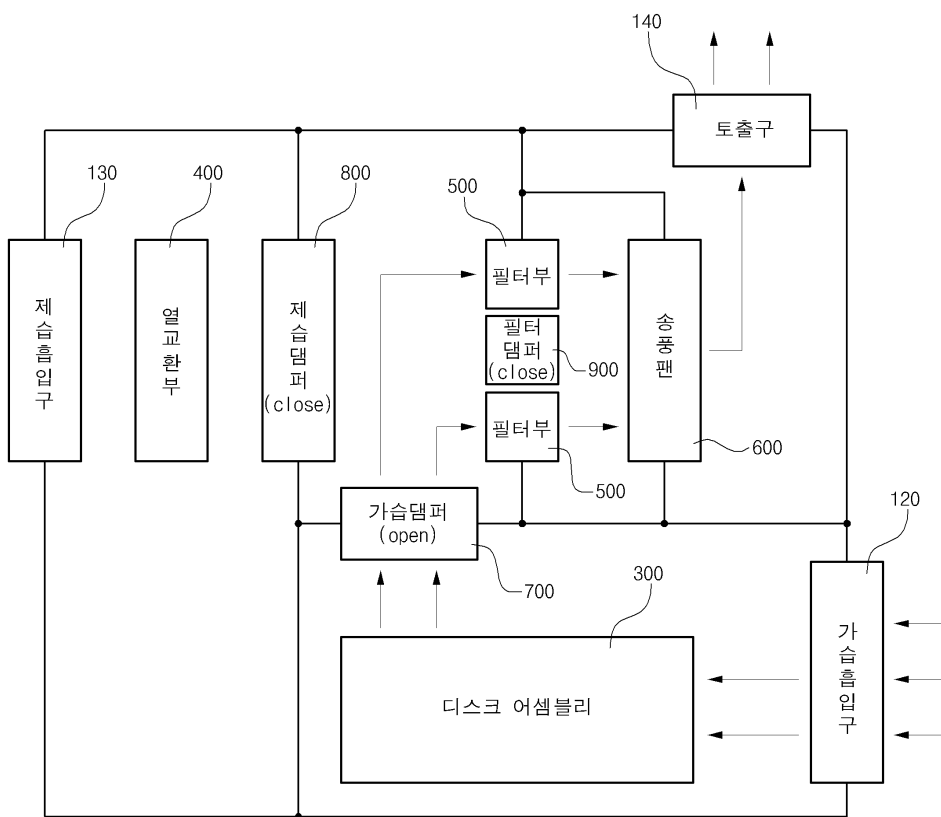 140
토출구
130
400
800
500
제습흡입구
열교환부
제습댐퍼
(close)
필터부
필터
댐퍼
(close)
900
송풍팬
필터부
600
500
가습댐퍼
(open)
700
120
300
가습흡입구
디스크 어셈블리